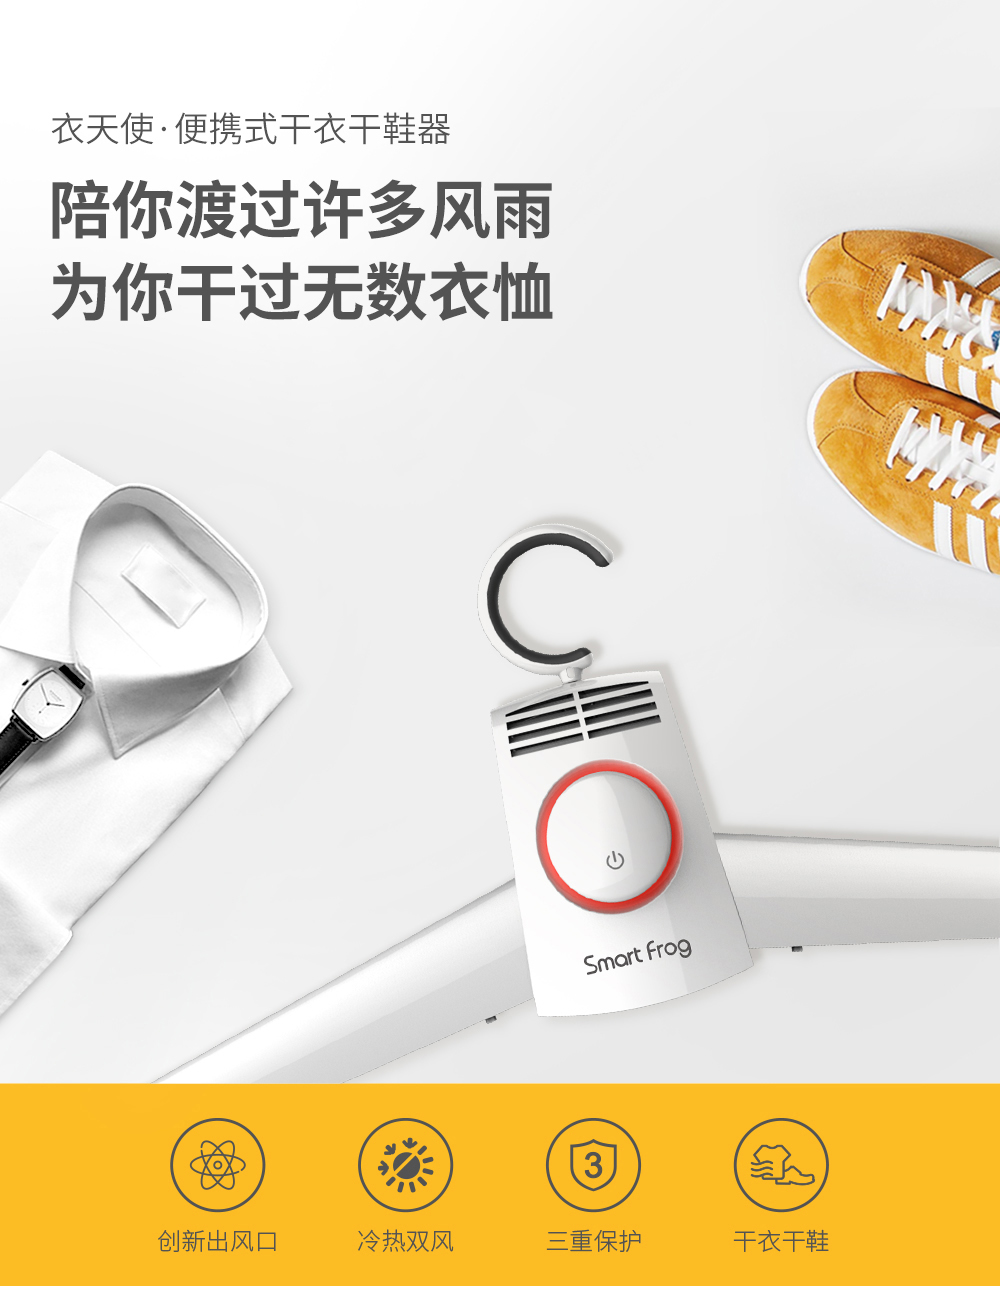 衣天使·便携式干衣干鞋器
陪你渡过许多风雨
为你干过无数衣恤
Smart Frog
3
创新出风口
冷热双风
三重保护
干衣干鞋